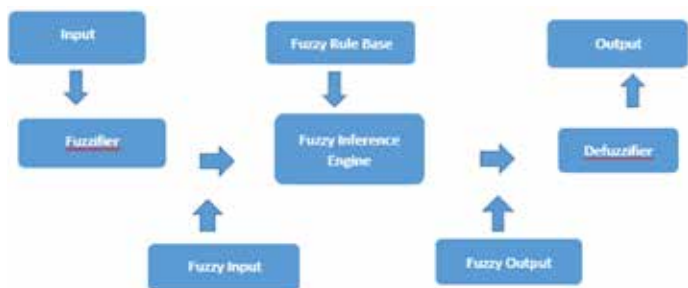 Input
Fuzzy Rule Base
Output
Fuzzifier
Fuzzy Inference
Engine
Defuzzifier
Fuzzy Input
Fuzzy Output